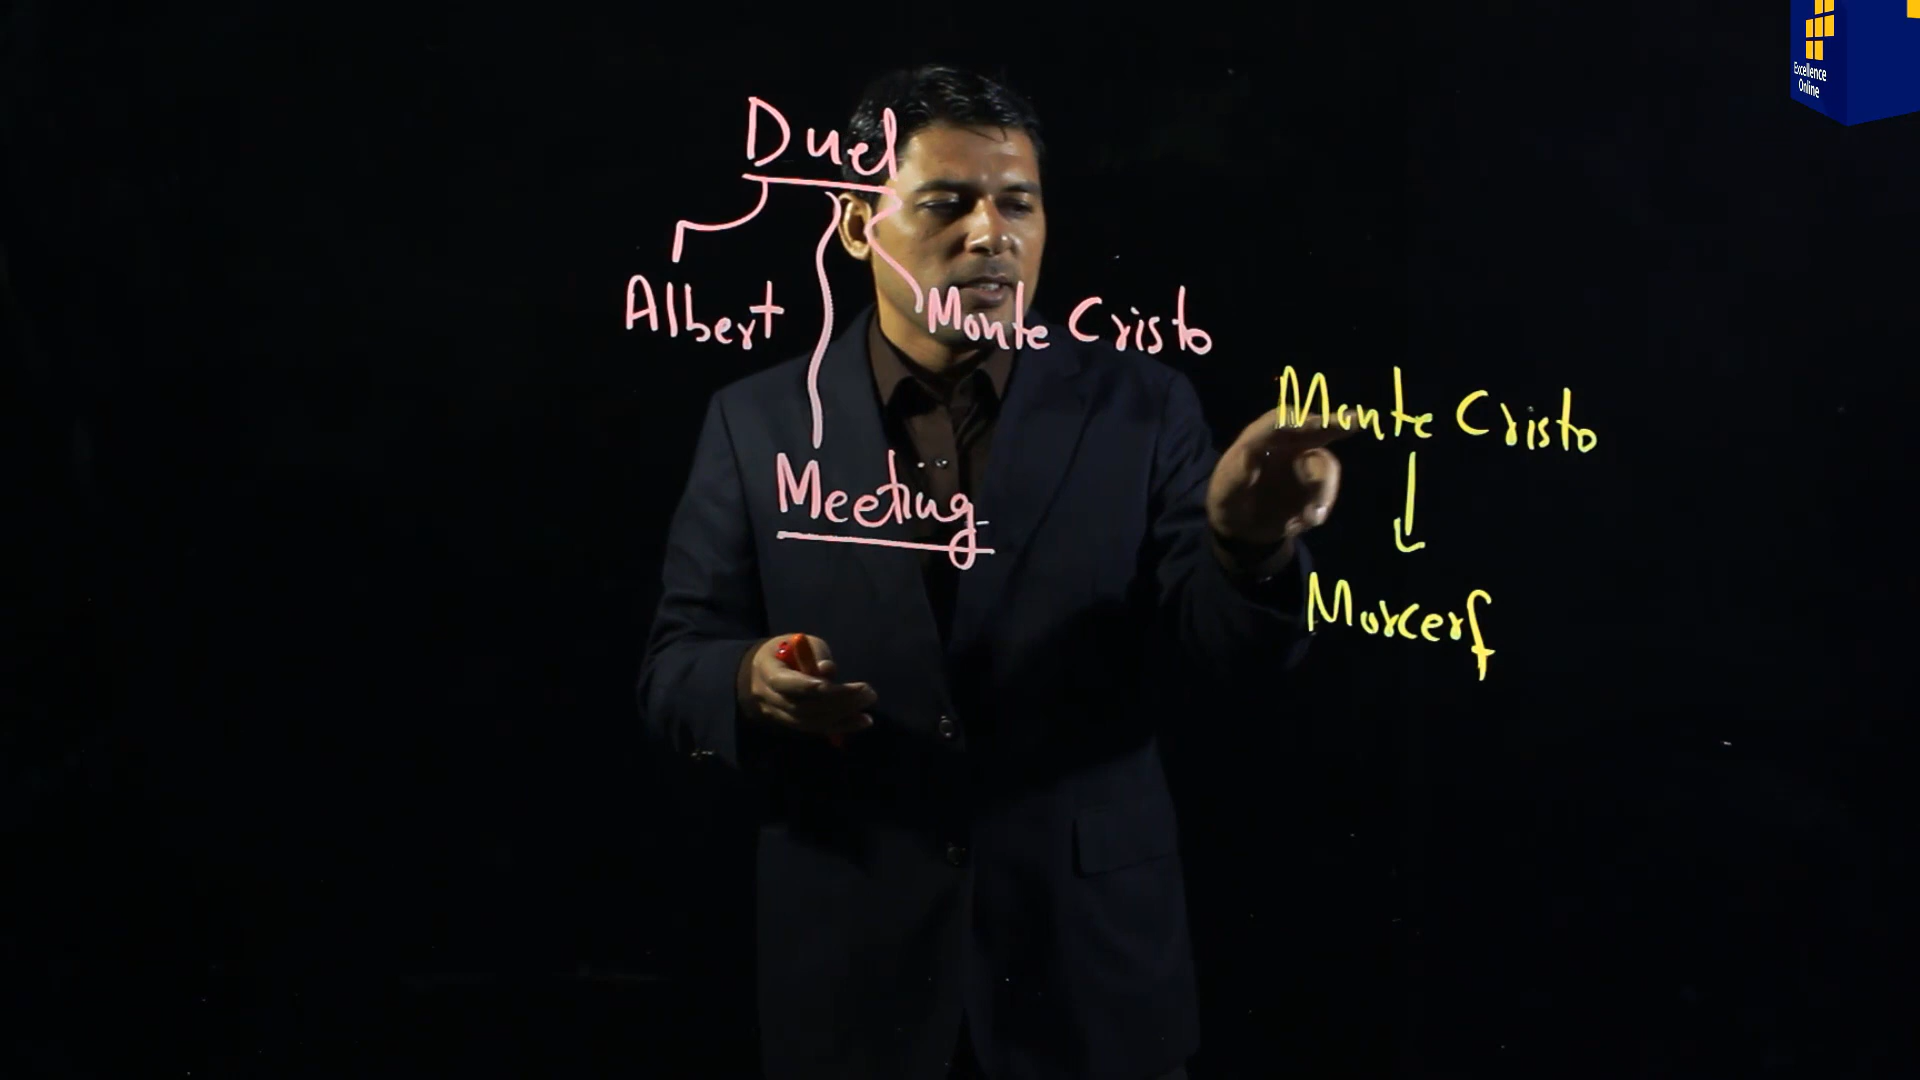 Excellence
Online
Duel
Albert
Monte Cristo
Meeting
Monte Cristo
Morcerf